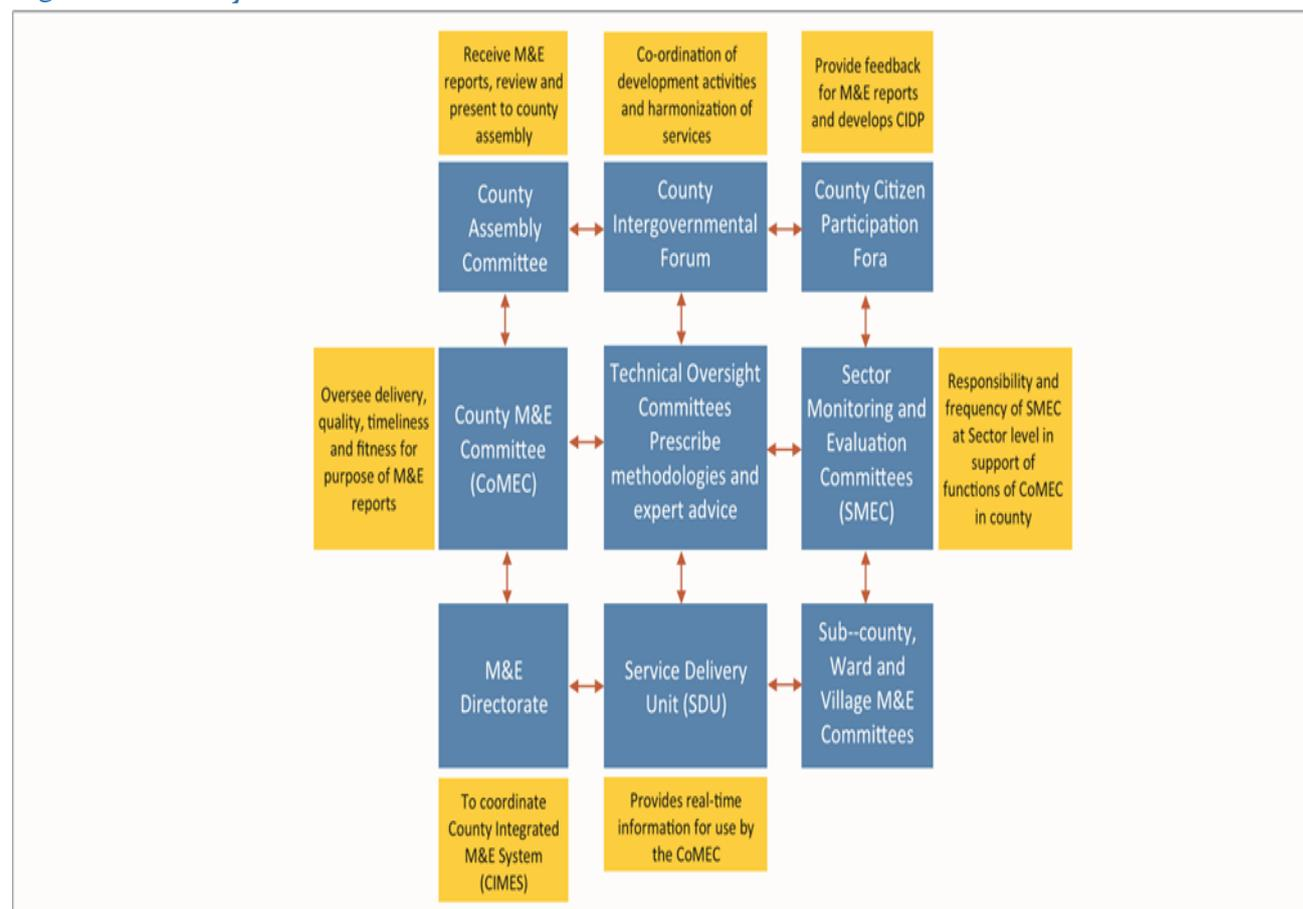 Receive M&E
reports, review and
present to county
assembly
Co-ordination of
development activities
and harmonization of
services
Provide feedback
for M&E reports
and develops CIDP
County
Assembly
Committee
County
Intergovernmental
Forum
County Citizen
Participation
Fora
Oversee delivery,
quality, timeliness
and fitness for
purpose of M&E
reports
County M&E
Committee
(CoMEC)
Technical Oversight
Committees
Prescribe
methodologies and
expert advice
Sector
Monitoring and
Evaluation
Committees
(SMEC)
Responsibility and
frequency of SMEC
at Sector level in
support of
functions of CoMEC
in county
M&E
Directorate
Service Delivery
Unit (SDU)
Sub--county,
Ward and
Village M&E
Committees
To coordinate
County Integrated
M&E System
(CIMES)
Provides real-time
information for use by
the CoMEC